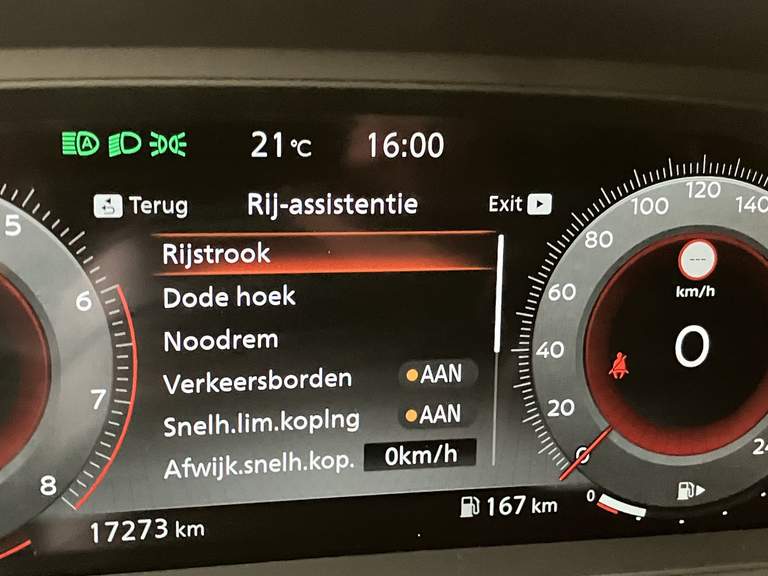 A
21°C 16:00
Terug Rij-assistentie Exit
Rijstrook
Dode hoek
Noodrem
Verkeersborden AAN
Snelh.lim.koplng AAN
Afwijk.snelh.kop. 0km/h
17273 km
167 km
5
6
7
8
0
20
40
60
80
100
120
140
---
km/h
0
0